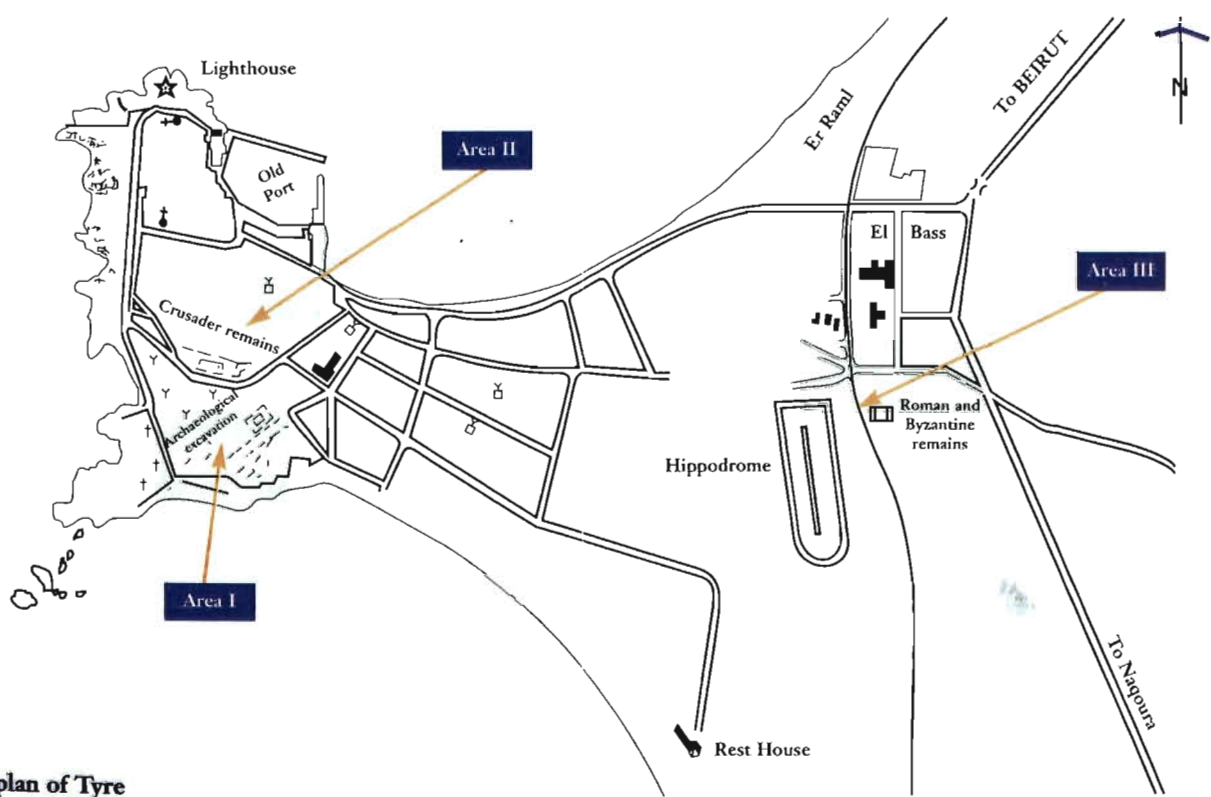 Lighthouse
Old
Port
Area II
Er Raml
To BEIRUT
N
El Bass
Area III
Crusader remains
Archaeological
excavation
Roman and
Byzantine
remains
Hippodrome
Area I
To Naqoura
Rest House
plan of Tyre